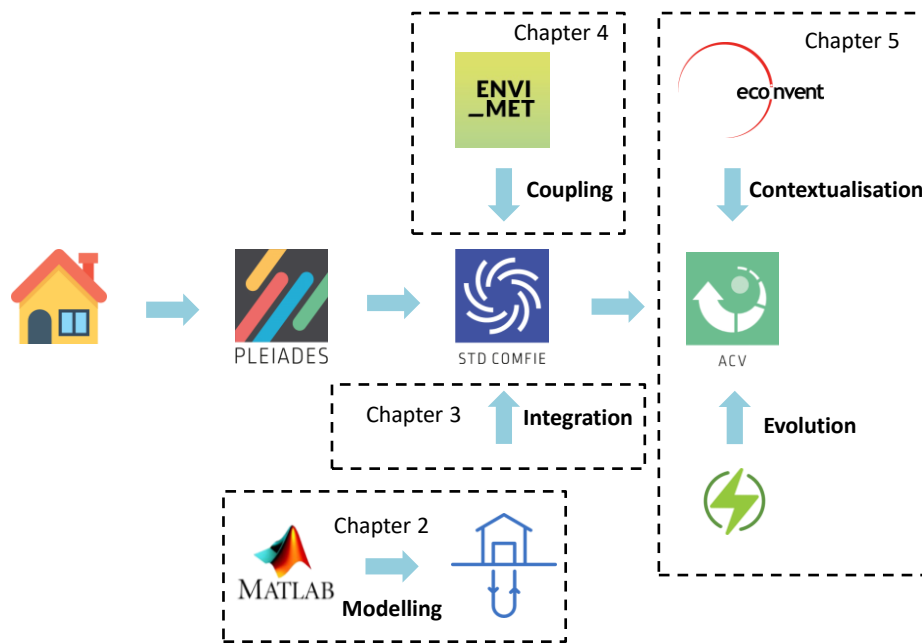 Chapter 4
ENVI
_MET
Coupling
Chapter 5
ecoinvent
Contextualisation
PLEIADES
STD COMFIE
ACV
Chapter 3
Integration
Evolution
Chapter 2
MATLAB
Modelling